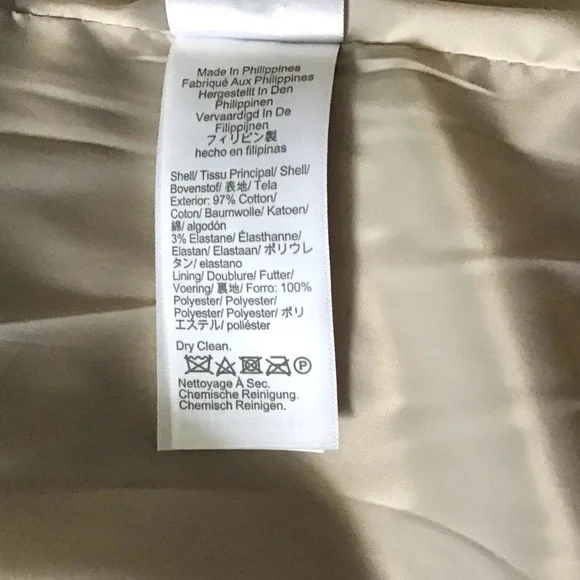 Made In Philippines
Fabriqué Aux Philippines
Hergestellt In Den
Philippinen
Vervaardigd In De
Filippijnen
フィリピン製
hecho en filipinas
Shell/ Tissu Principal/ Shell/
Bovenstof/ 表地/ Tela
Exterior: 97% Cotton/
Coton/ Baumwolle/ Katoen/
綿/ algodón
3% Elastane/ Élasthanne/
Elastan/ Elastaan/ ポリウレ
タン/ elastano
Lining/ Doublure/ Futter/
Voering/ 裏地/ Forro: 100%
Polyester/ Polyester/
Polyester/ Polyester/ ポリ
エステル/ poliéster
Dry Clean.
P
Nettoyage À Sec.
Chemische Reinigung.
Chemisch Reinigen.